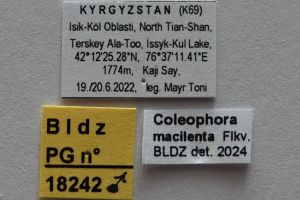 KYRGYZSTAN (K69)
Isik-Köl Oblasti, North Tian-Shan,
Terskey Ala-Too, Issyk-Kul Lake,
42°12'25.28"N, 76°37'11.41"E
1774m, Kaji Say,
19./20.6.2022, leg. Mayr Toni
Bldz
PG nº
18242 ♂
Coleophora
macilenta Flkv.
BLDZ det. 2024